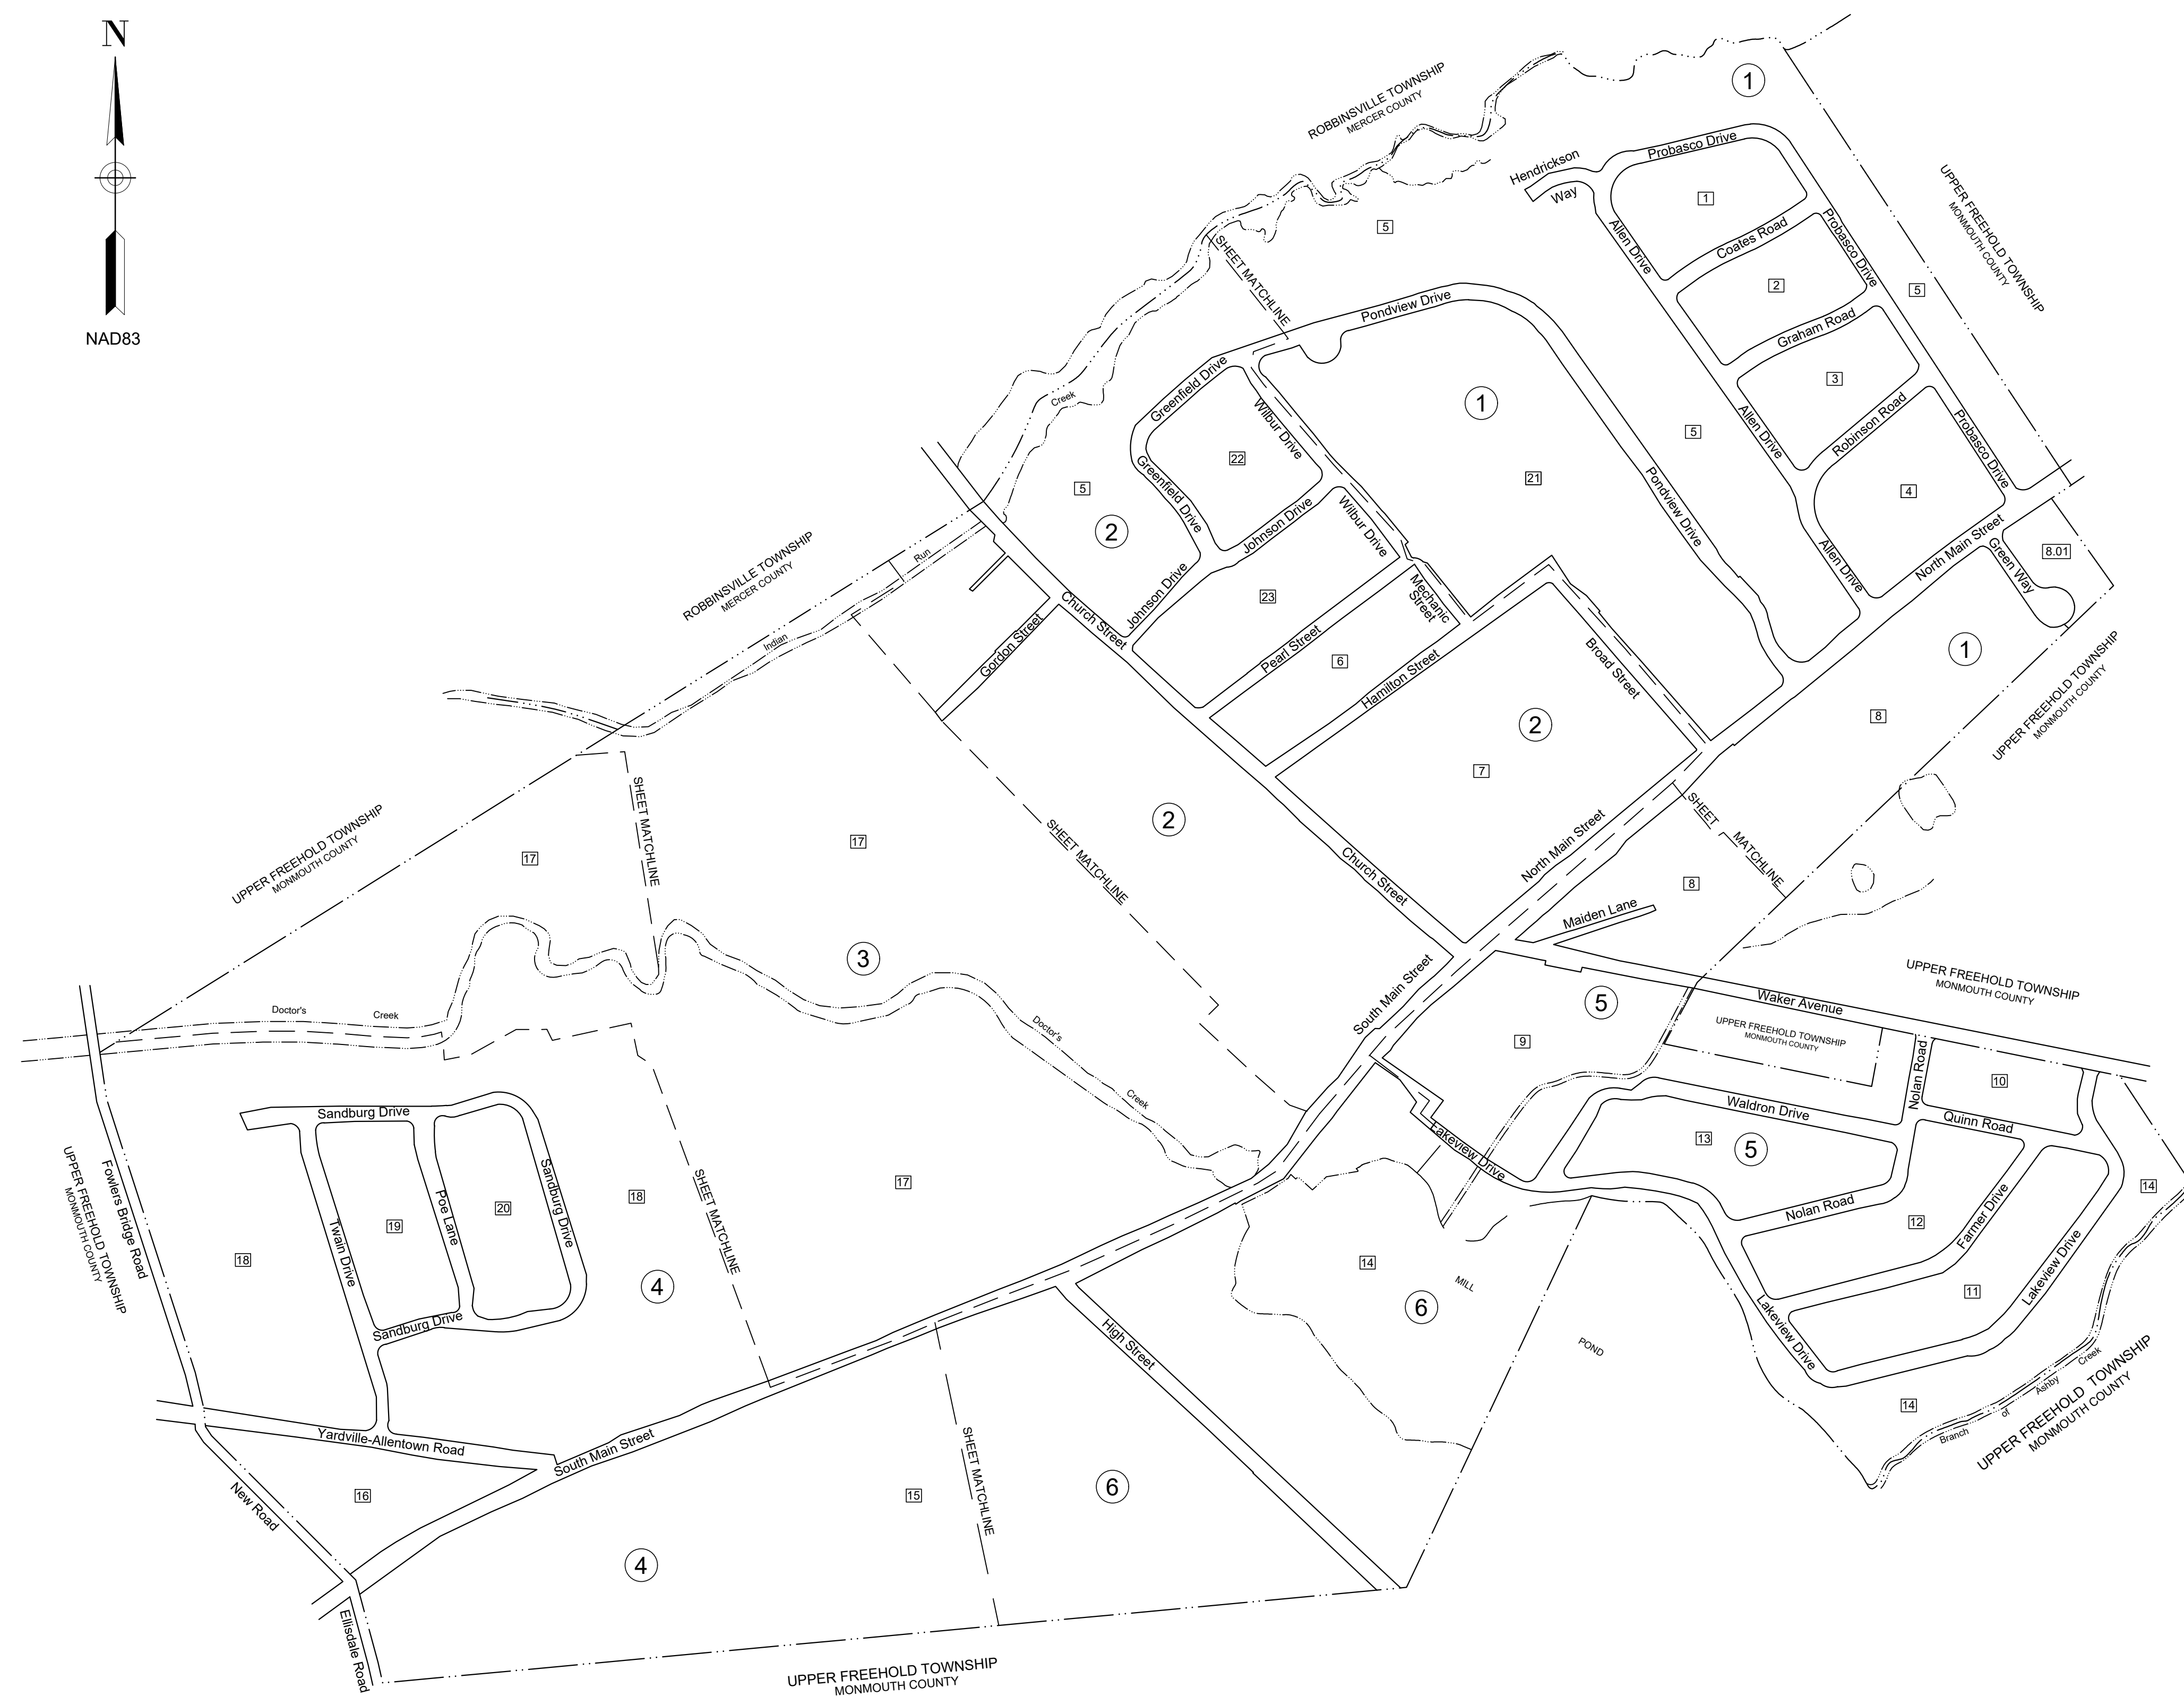 N
NAD83
ROBBINSVILLE TOWNSHIP
MERCER COUNTY
1
Hendrickson
Way
Probasco Drive
1
UPPER FREEHOLD TOWNSHIP
MONMOUTH COUNTY
5
Allen Drive
Coates Road
Probasco Drive
SHEET MATCHLINE
2
5
Pondview Drive
Graham Road
3
Greenfield Drive
Creek
Wilbur Drive
1
Allen Drive
5
Robinson Road
Probasco Drive
22
21
5
Greenfield Drive
Pondview Drive
4
2
Johnson Drive
Wilbur Drive
North Main Street
Green Way
8.01
ROBBINSVILLE TOWNSHIP
MERCER COUNTY
Run
Allen Drive
Indian
Gordon Street
Church Street
Johnson Drive
23
Mechanic
Street
Pearl Street
6
Hamilton Street
Broad Street
1
UPPER FREEHOLD TOWNSHIP
MONMOUTH COUNTY
8
2
7
SHEET MATCHLINE
UPPER FREEHOLD TOWNSHIP
MONMOUTH COUNTY
17
17
2
SHEET MATCHLINE
Church Street
North Main Street
SHEET
MATCHLINE
8
Maiden Lane
3
South Main Street
5
UPPER FREEHOLD TOWNSHIP
MONMOUTH COUNTY
Waker Avenue
Doctor's
Creek
Doctor's
Creek
9
UPPER FREEHOLD TOWNSHIP
MONMOUTH COUNTY
Nolan Road
10
Sandburg Drive
Waldron Drive
Quinn Road
Lakeview Drive
13
5
UPPER FREEHOLD TOWNSHIP
MONMOUTH COUNTY
Fowlers Bridge Road
18
Twain Drive
19
Poe Lane
20
Sandburg Drive
18
SHEET MATCHLINE
17
Nolan Road
12
Farmer Drive
14
4
14
MILL
6
POND
Lakeview Drive
11
Lakeview Drive
Sandburg Drive
High Street
14
Branch
of
Ashby
Creek
UPPER FREEHOLD TOWNSHIP
MONMOUTH COUNTY
Yardville-Allentown Road
South Main Street
SHEET MATCHLINE
New Road
16
15
6
4
Ellisdale Road
UPPER FREEHOLD TOWNSHIP
MONMOUTH COUNTY